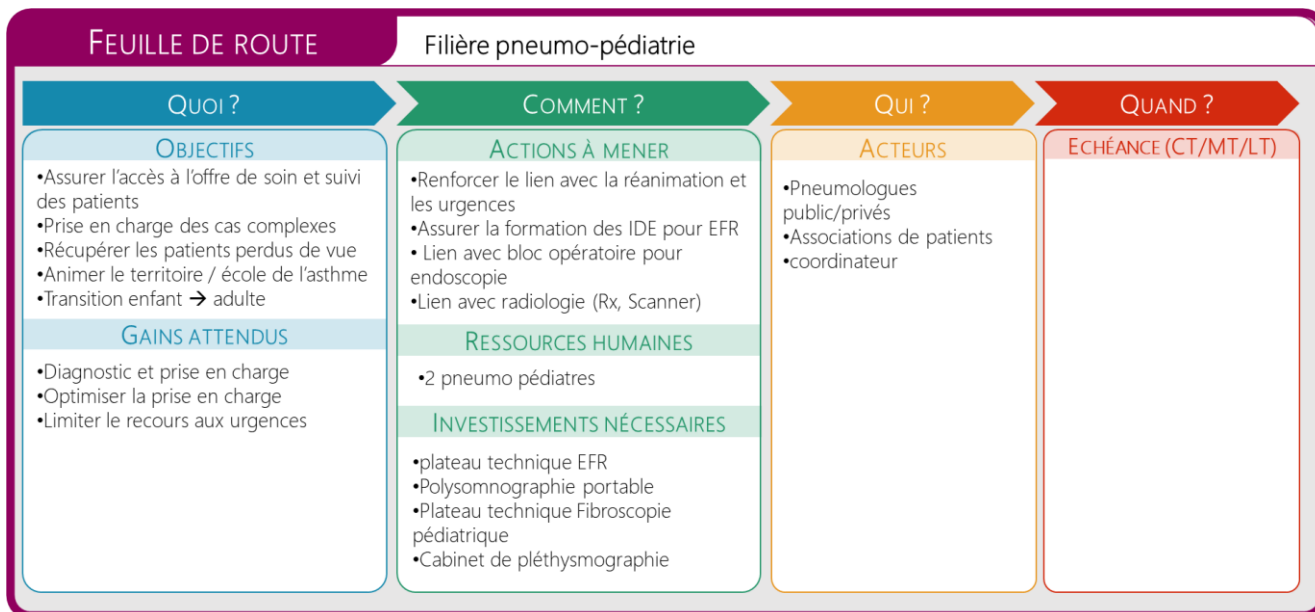 FEUILLE DE ROUTE
Filière pneumo-pédiatrie
QUOI ?
OBJECTIFS
•Assurer l'accès à l'offre de soin et suivi
des patients
•Prise en charge des cas complexes
•Récupérer les patients perdus de vue
•Animer le territoire / école de l'asthme
•Transition enfant → adulte
GAINS ATTENDUS
•Diagnostic et prise en charge
•Optimiser la prise en charge
•Limiter le recours aux urgences
COMMENT ?
ACTIONS À MENER
•Renforcer le lien avec la réanimation et
les urgences
•Assurer la formation des IDE pour EFR
• Lien avec bloc opératoire pour
endoscopie
•Lien avec radiologie (Rx, Scanner)
RESSOURCES HUMAINES
•2 pneumo pédiatres
INVESTISSEMENTS NÉCESSAIRES
•plateau technique EFR
•Polysomnographie portable
•Plateau technique Fibroscopie
pédiatrique
•Cabinet de pléthysmographie
QUI ?
ACTEURS
•Pneumologues
public/privés
•Associations de patients
•coordinateur
QUAND ?
ECHÉANCE (CT/MT/LT)